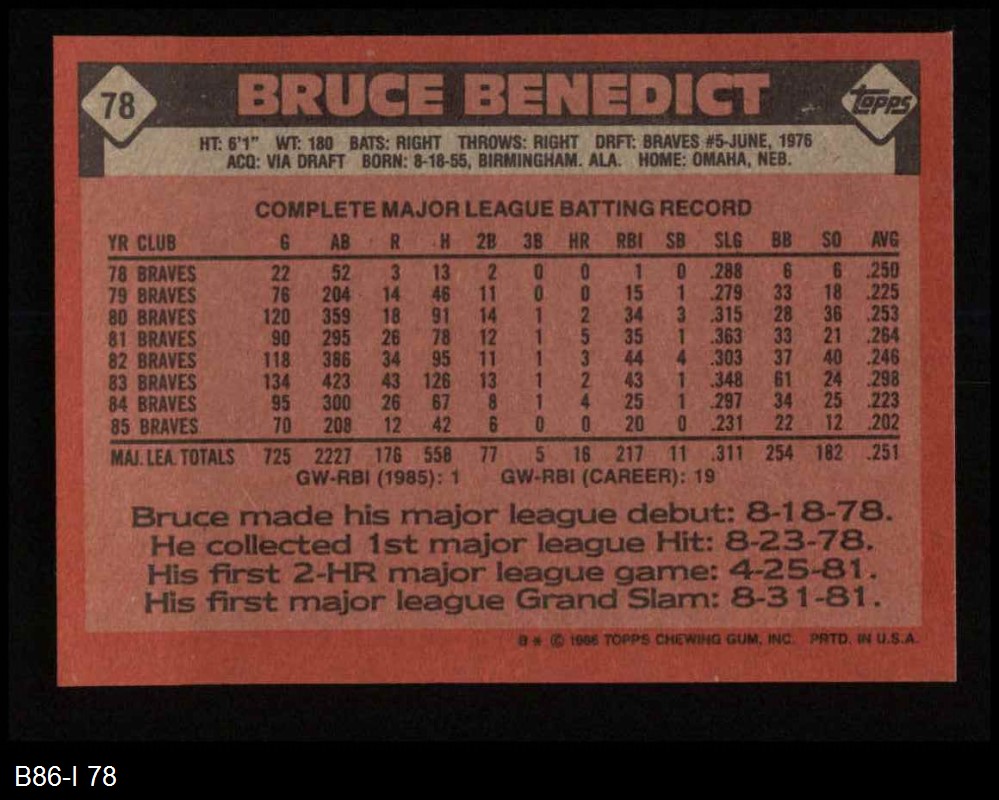 78 BRUCE BENEDICT topps
HT: 6'1" WT: 180 BATS: RIGHT THROWS: RIGHT DRFT: BRAVES #5-JUNE, 1976
ACQ: VIA DRAFT BORN: 8-18-55, BIRMINGHAM. ALA. HOME: OMAHA, NEB.
COMPLETE MAJOR LEAGUE BATTING RECORD
YR CLUB G AB R H 2B 3B HR RBI SB SLG BB SO AVG
78 BRAVES 22 52 3 13 2 0 0 1 0 .288 6 6 .250
79 BRAVES 76 204 14 46 11 0 0 15 1 .279 33 18 .225
80 BRAVES 120 359 18 91 14 1 2 34 3 .315 28 36 .253
81 BRAVES 90 295 26 78 12 1 5 35 1 .363 33 21 .264
82 BRAVES 118 386 34 95 11 1 3 44 4 .303 37 40 .246
83 BRAVES 134 423 43 126 13 1 2 43 1 .348 61 24 .298
84 BRAVES 95 300 26 67 8 1 4 25 1 .297 34 25 .223
85 BRAVES 70 208 12 42 6 0 0 20 0 .231 22 12 .202
MAJ. LEA. TOTALS 725 2227 176 558 77 5 16 217 11 .311 254 182 .251
GW-RBI (1985): 1 GW-RBI (CAREER): 19
Bruce made his major league debut: 8-18-78.
He collected 1st major league Hit: 8-23-78.
His first 2-HR major league game: 4-25-81.
His first major league Grand Slam: 8-31-81.
B * © 1986 TOPPS CHEWING GUM, INC. PRTD. IN U.S.A.
B86-I 78